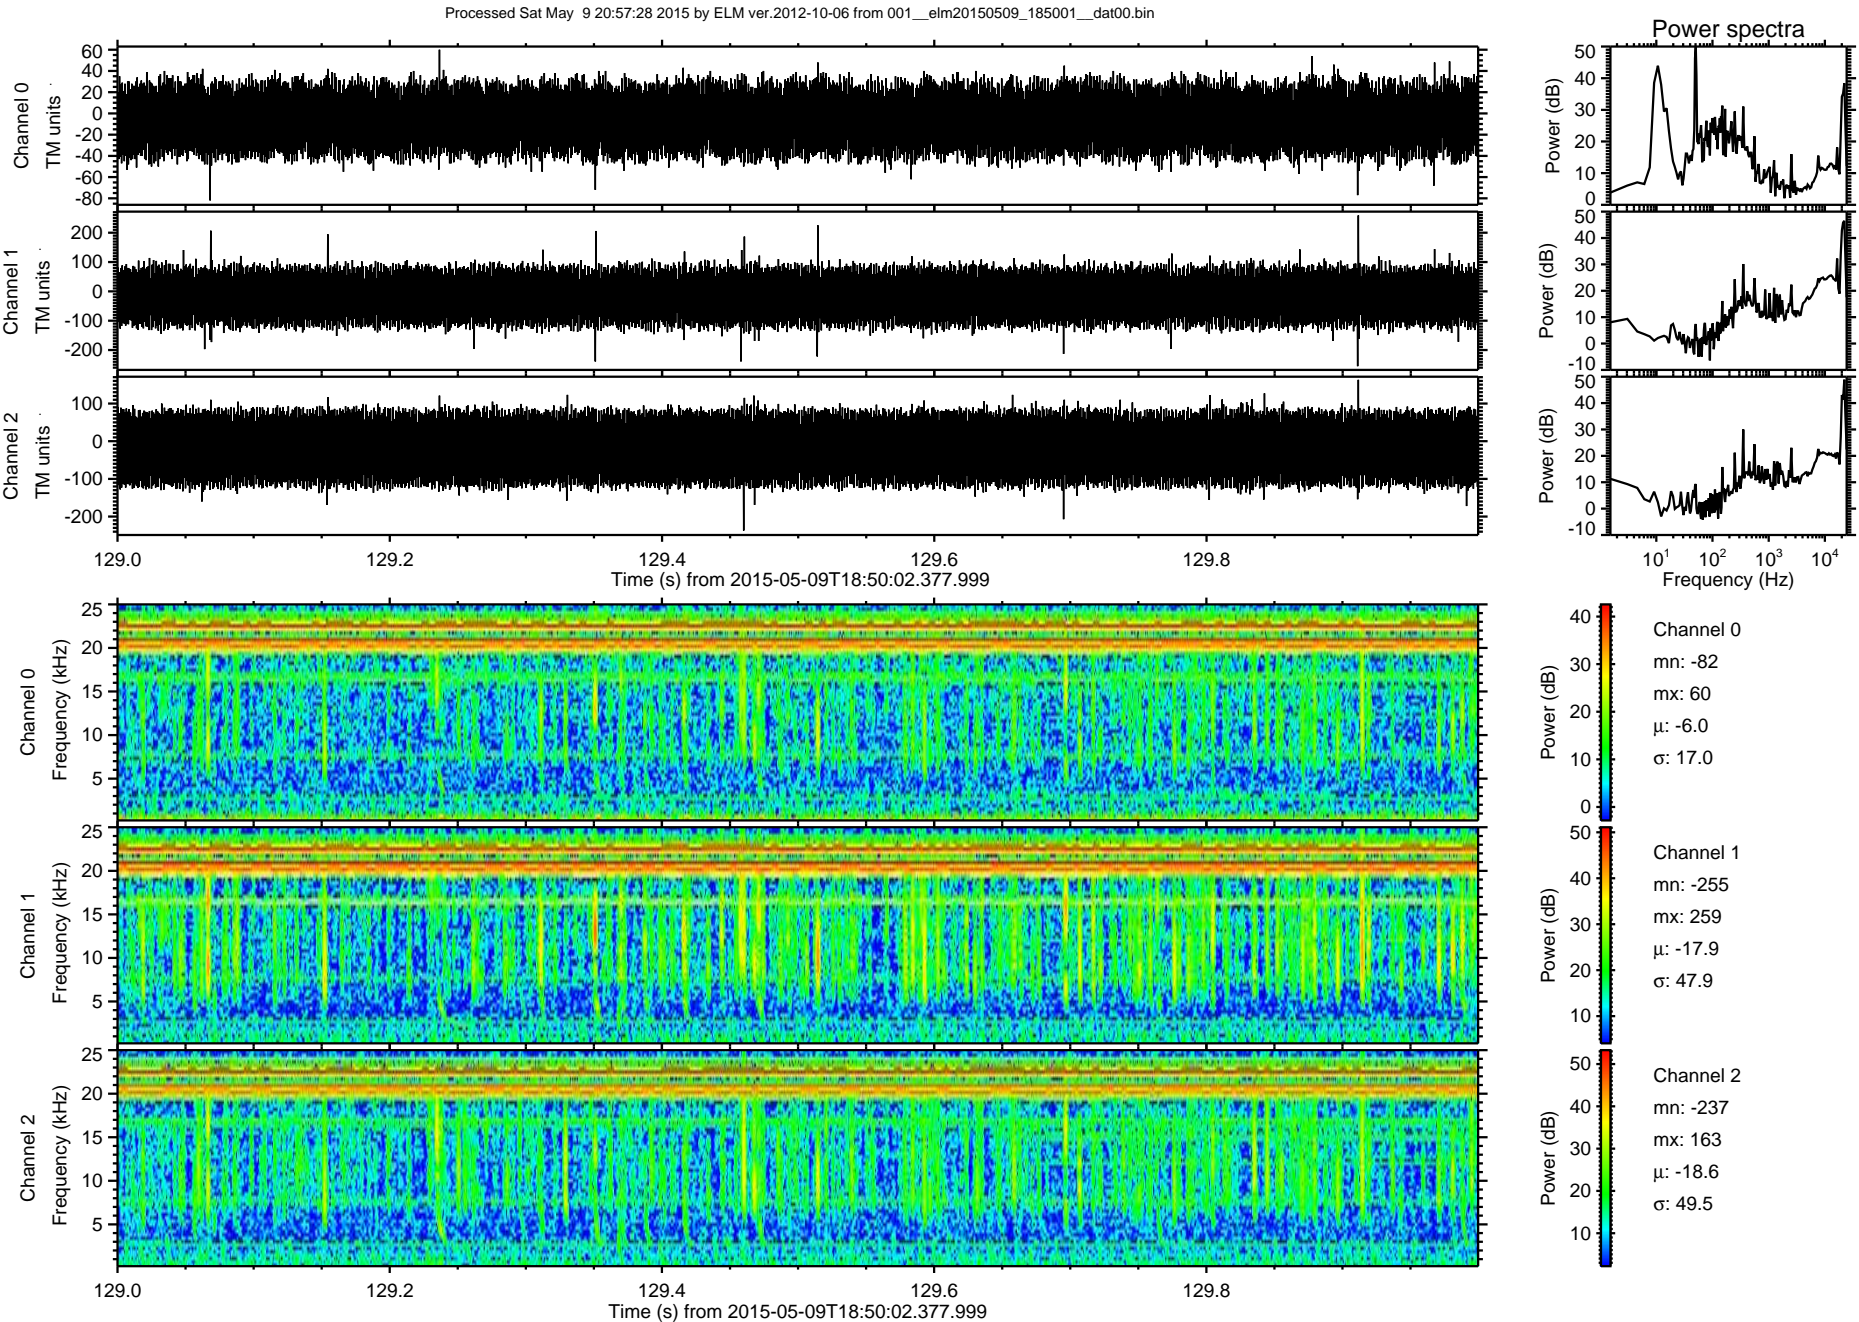 Processed Sat May  9 20:57:28 2015 by ELM ver.2012-10-06 from 001__elm20150509_185001__dat00.bin
Power spectra
Channel 0
TM units
60
40
20
0
-20
-40
-60
-80
Power (dB)
50
40
30
20
10
0
Channel 1
TM units
200
100
0
-100
-200
Power (dB)
50
40
30
20
10
0
-10
Channel 2
TM units
100
0
-100
-200
Power (dB)
50
40
30
20
10
0
-10
129.0 129.2 129.4 129.6 129.8
Time (s) from 2015-05-09T18:50:02.377.999
10¹ 10² 10³ 10⁴
Frequency (Hz)
Channel 0
Frequency (kHz)
25
20
15
10
5
Power (dB)
40
30
20
10
0
Channel 0
mn: -82
mx: 60
μ: -6.0
σ: 17.0
Channel 1
Frequency (kHz)
25
20
15
10
5
Power (dB)
50
40
30
20
10
Channel 1
mn: -255
mx: 259
μ: -17.9
σ: 47.9
Channel 2
Frequency (kHz)
25
20
15
10
5
Power (dB)
50
40
30
20
10
Channel 2
mn: -237
mx: 163
μ: -18.6
σ: 49.5
129.0 129.2 129.4 129.6 129.8
Time (s) from 2015-05-09T18:50:02.377.999